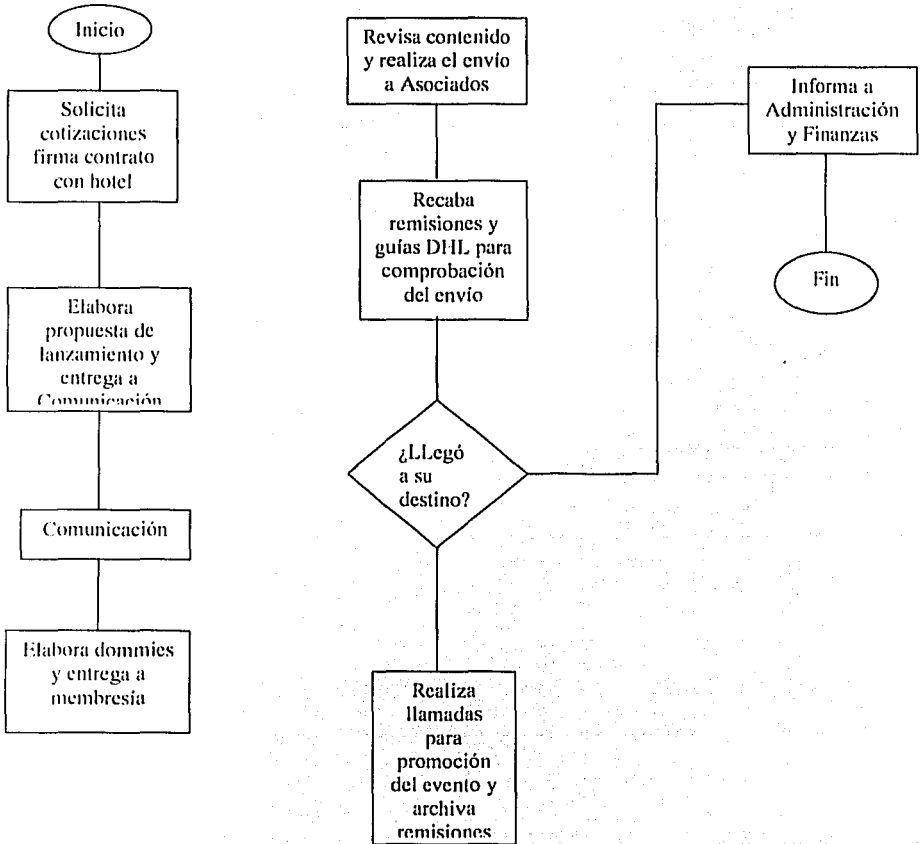 Inicio
Solicita
cotizaciones
firma contrato
con hotel
Elabora
propuesta de
lanzamiento y
entrega a
Comunicación
Comunicación
Elabora dommies
y entrega a
membresía
Revisa contenido
y realiza el envío
a Asociados
Recaba
remisiones y
guías DHL para
comprobación
del envío
¿LLegó
a su
destino?
Realiza
llamadas
para
promoción
del evento y
archiva
remisiones
Informa a
Administración
y Finanzas
Fin